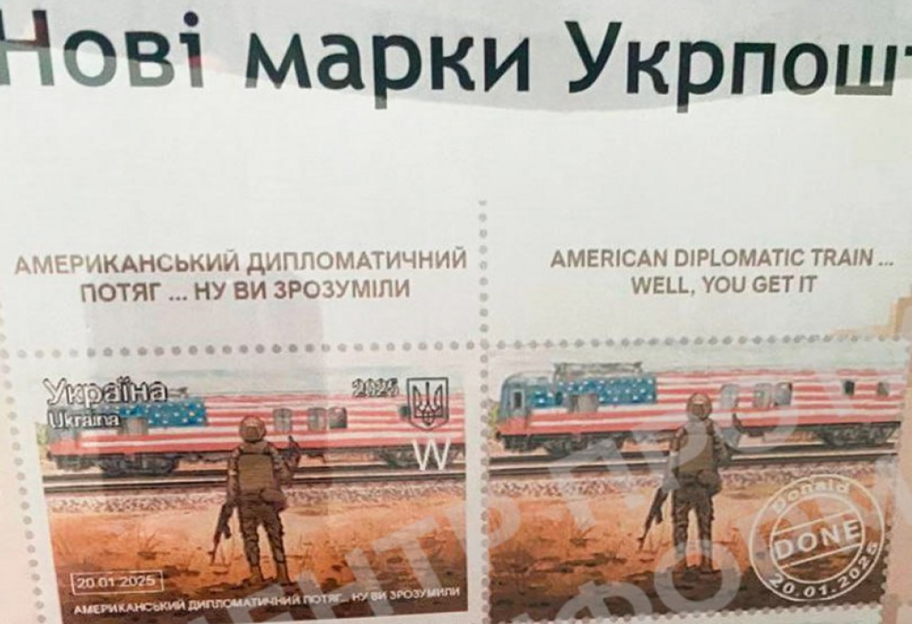 Нові марки Укрпошт
АМЕРИКАНСЬКИЙ ДИПЛОМАТИЧНИЙ
ПОТЯГ ... НУ ВИ ЗРОЗУМІЛИ
AMERICAN DIPLOMATIC TRAIN ...
WELL, YOU GET IT
Україна
Ukraina
2025
W
20.01.2025
АМЕРИКАНСЬКИЙ ДИПЛОМАТИЧНИЙ ПОТЯГ... НУ ВИ ЗРОЗУМІЛИ
Donald
DONE
20.01.2025